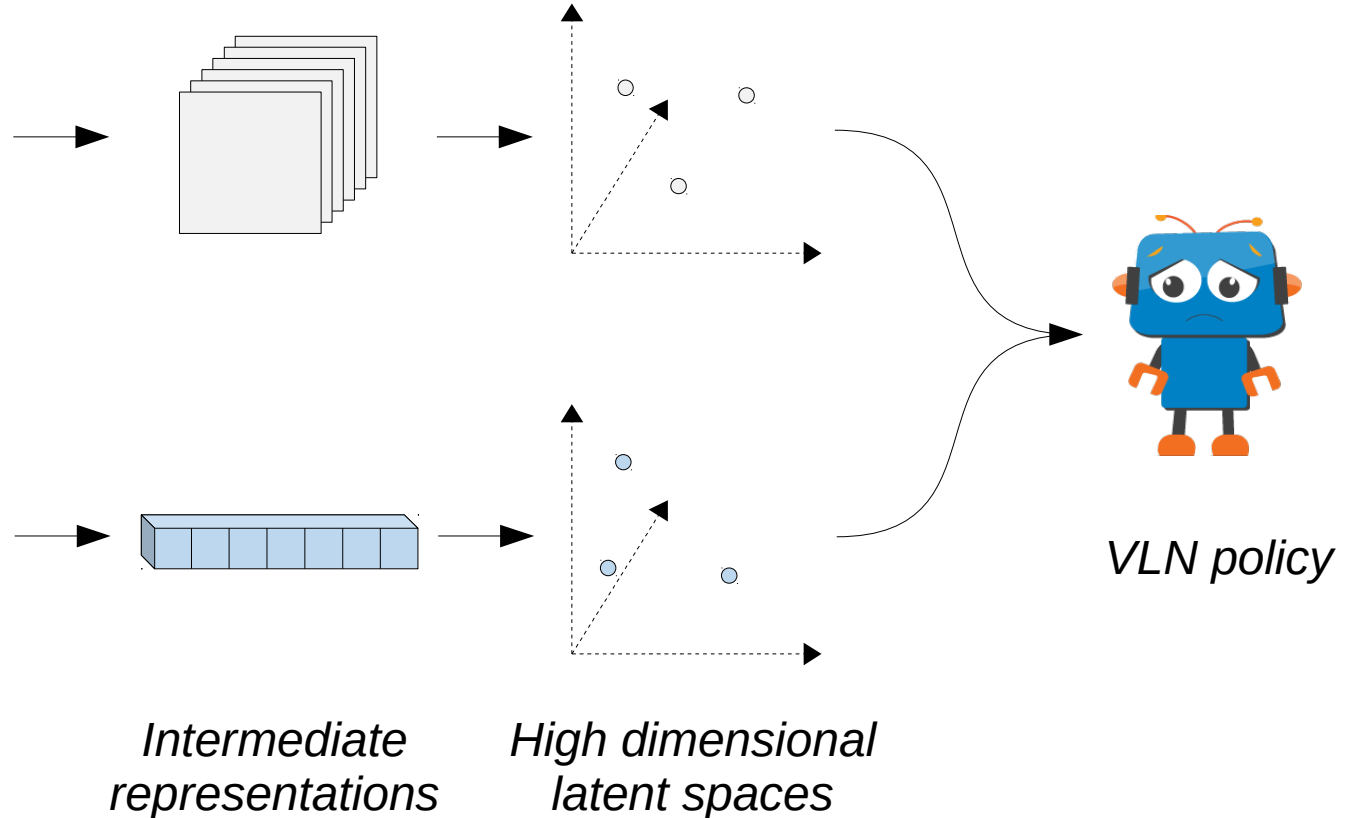 VLN policy
Intermediate
representations
High dimensional
latent spaces